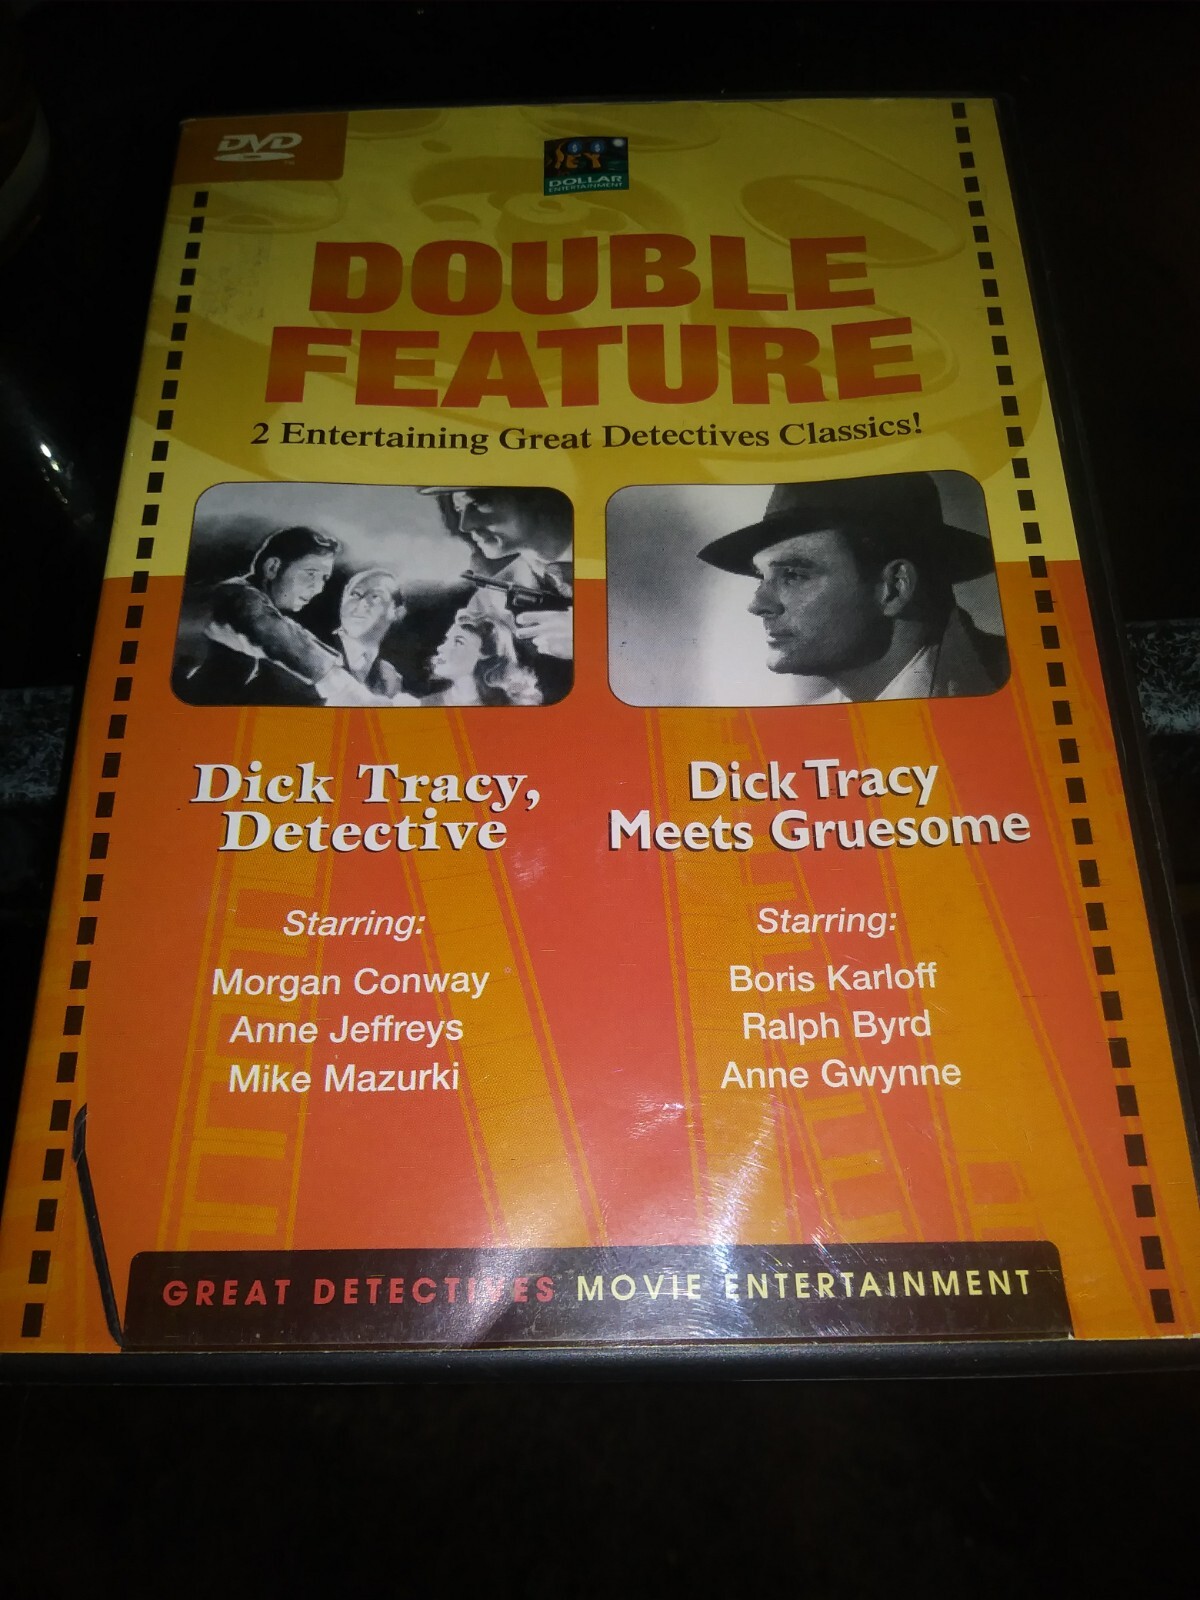 DVD
DOLLAR
ENTERTAINMENT
DOUBLE
FEATURE
2 Entertaining Great Detectives Classics!
Dick Tracy,
Detective
Starring:
Morgan Conway
Anne Jeffreys
Mike Mazurki
Dick Tracy
Meets Gruesome
Starring:
Boris Karloff
Ralph Byrd
Anne Gwynne
GREAT DETECTIVES MOVIE ENTERTAINMENT